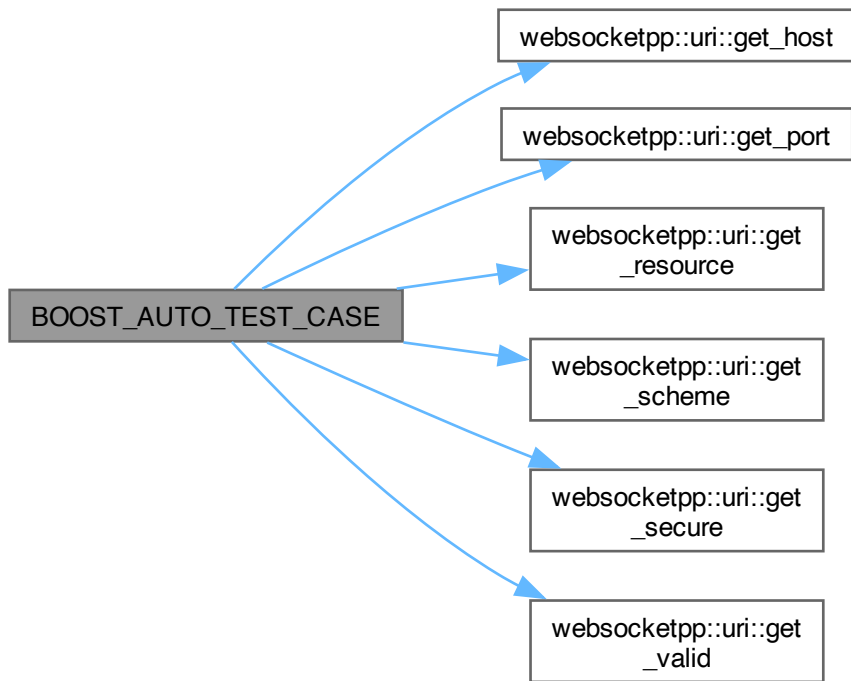 websocketpp::uri::get_host
websocketpp::uri::get_port
websocketpp::uri::get
_resource
BOOST_AUTO_TEST_CASE
websocketpp::uri::get
_scheme
websocketpp::uri::get
_secure
websocketpp::uri::get
_valid